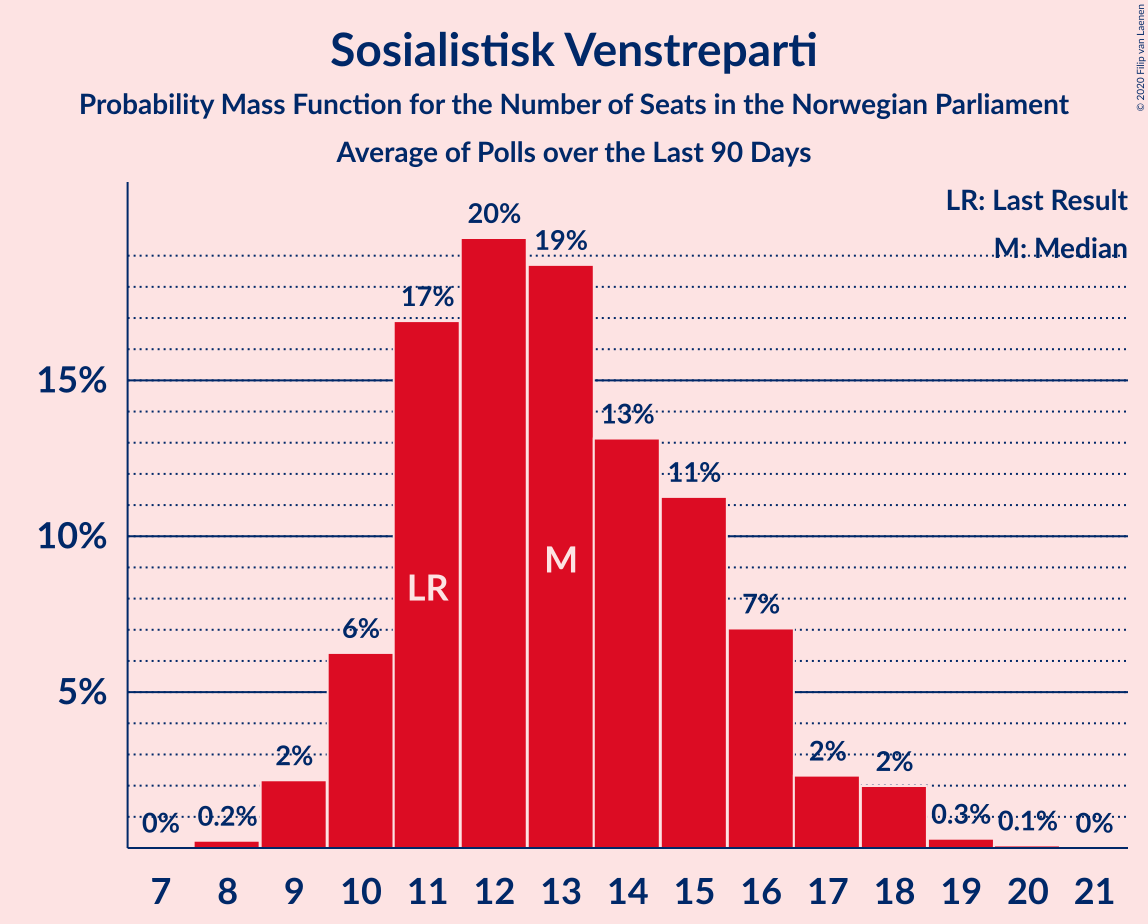 Sosialistisk Venstreparti
Probability Mass Function for the Number of Seats in the Norwegian Parliament
Average of Polls over the Last 90 Days
© 2020 Filip van Laenen
LR: Last Result
M: Median
20%
19%
17%
15%
13%
11%
10%
M
LR
7%
6%
5%
2%
2%
2%
0%
0.2%
0.3%
0.1%
0%
7 8 9 10 11 12 13 14 15 16 17 18 19 20 21